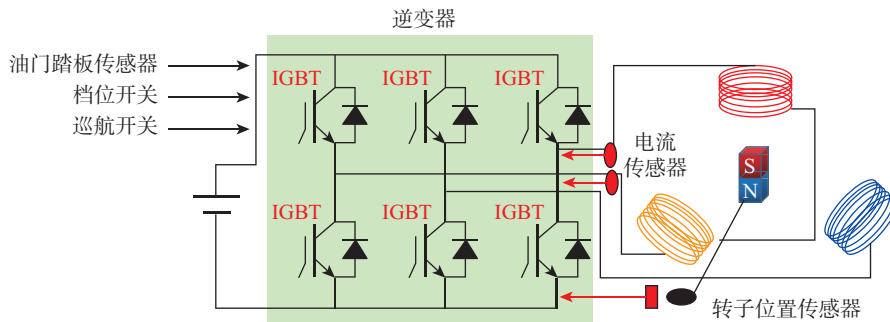 逆变器
油门踏板传感器
档位开关
巡航开关
IGBT
IGBT
IGBT
电流
传感器
S
N
IGBT
IGBT
IGBT
转子位置传感器